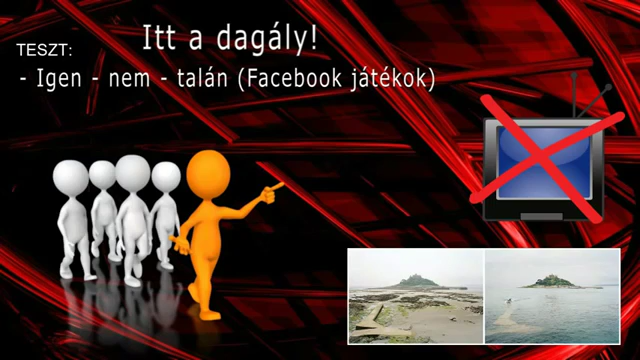 Itt a dagály!
TESZT:
- Igen - nem - talán (Facebook játékok)